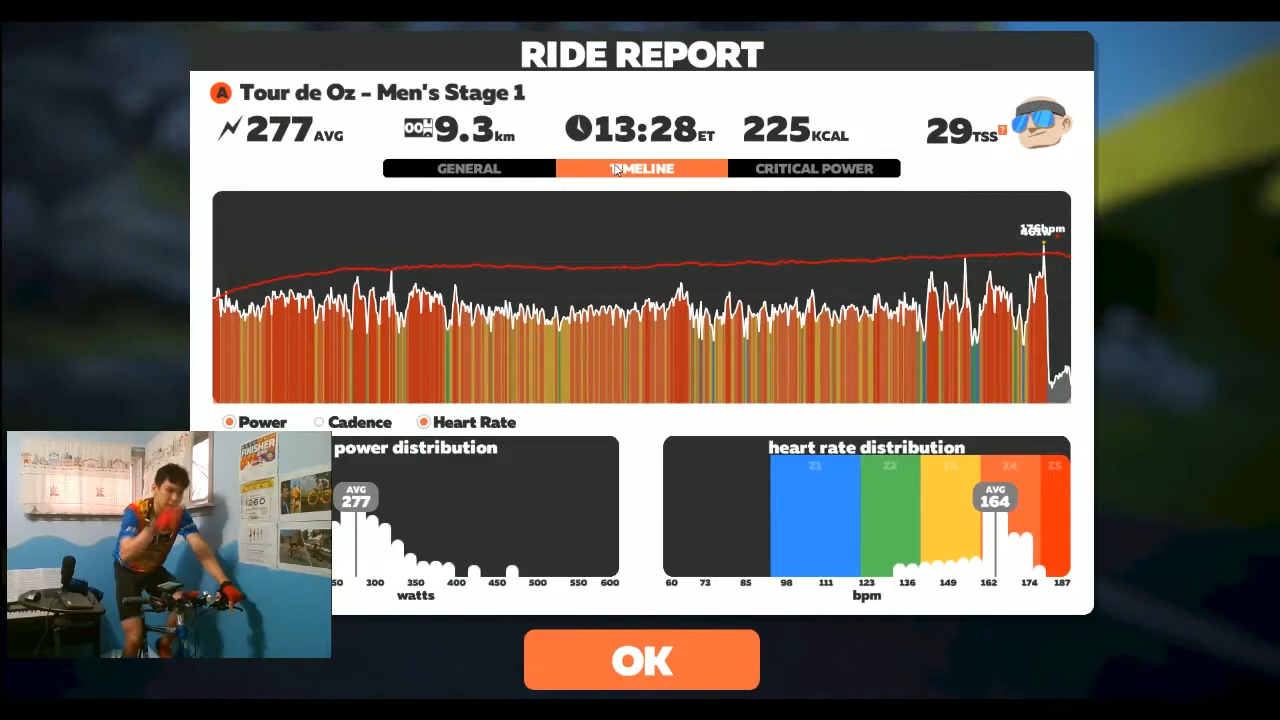 RIDE REPORT
A Tour de Oz - Men's Stage 1
277 AVG 9.3 km 13:28 ET 225 KCAL 29 TSS ?
GENERAL TIMELINE CRITICAL POWER
176bpm
Power Cadence Heart Rate
power distribution
AVG
277
50 300 350 400 450 500 550 600
watts
heart rate distribution
Z1 Z2 Z3 Z4 Z5
AVG
164
60 73 85 98 111 123 136 149 162 174 187
bpm
FINISHER
1260
OK